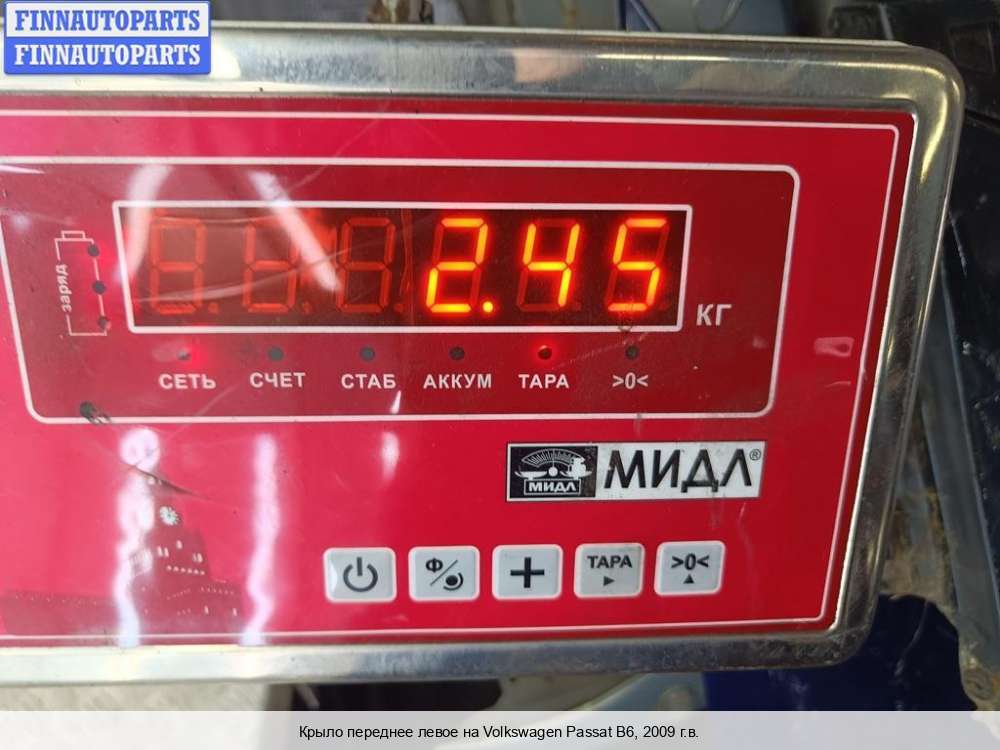 FINNAUTOPARTS
FINNAUTOPARTS
заряд
2.45
КГ
СЕТЬ СЧЕТ СТАБ АККУМ ТАРА >0<
МИДЛ МИДЛ®
Ф/ + ТАРА >0<
Крыло переднее левое на Volkswagen Passat B6, 2009 г.в.